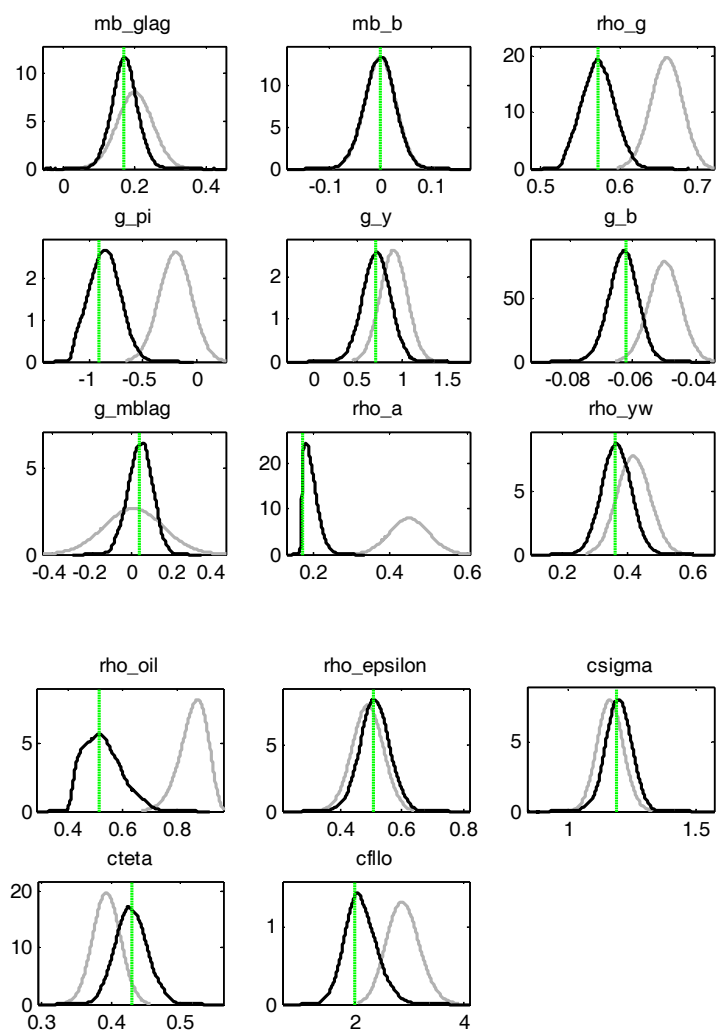 mb_glag mb_b rho_g
10 5 0 0 0.2 0.4
10 5 0 -0.1 0 0.1
20 10 0 0.5 0.6 0.7
g_pi g_y g_b
2 1 0 -1 -0.5 0
2 1 0 0 0.5 1 1.5
50 0 -0.08 -0.06 -0.04
g_mblag rho_a rho_yw
5 0 -0.4 -0.2 0 0.2 0.4
20 10 0 0.2 0.4 0.6
5 0 0.2 0.4 0.6
rho_oil rho_epsilon csigma
5 0 0.4 0.6 0.8
5 0 0.4 0.6 0.8
5 0 1 1.5
cteta cfllo
20 10 0 0.3 0.4 0.5
1 0 2 4